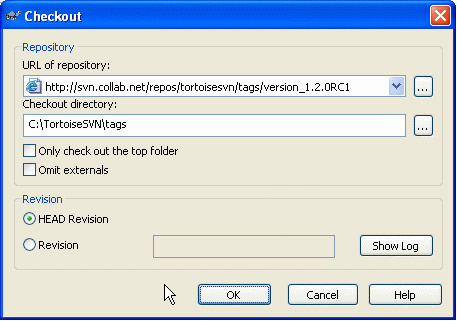 Checkout
Repository
URL of repository:
http://svn.collab.net/repos/tortoisesvn/tags/version_1.2.0RC1
...
Checkout directory:
C:\TortoiseSVN\tags
...
Only check out the top folder
Omit externals
Revision
HEAD Revision
Revision
Show Log
OK
Cancel
Help